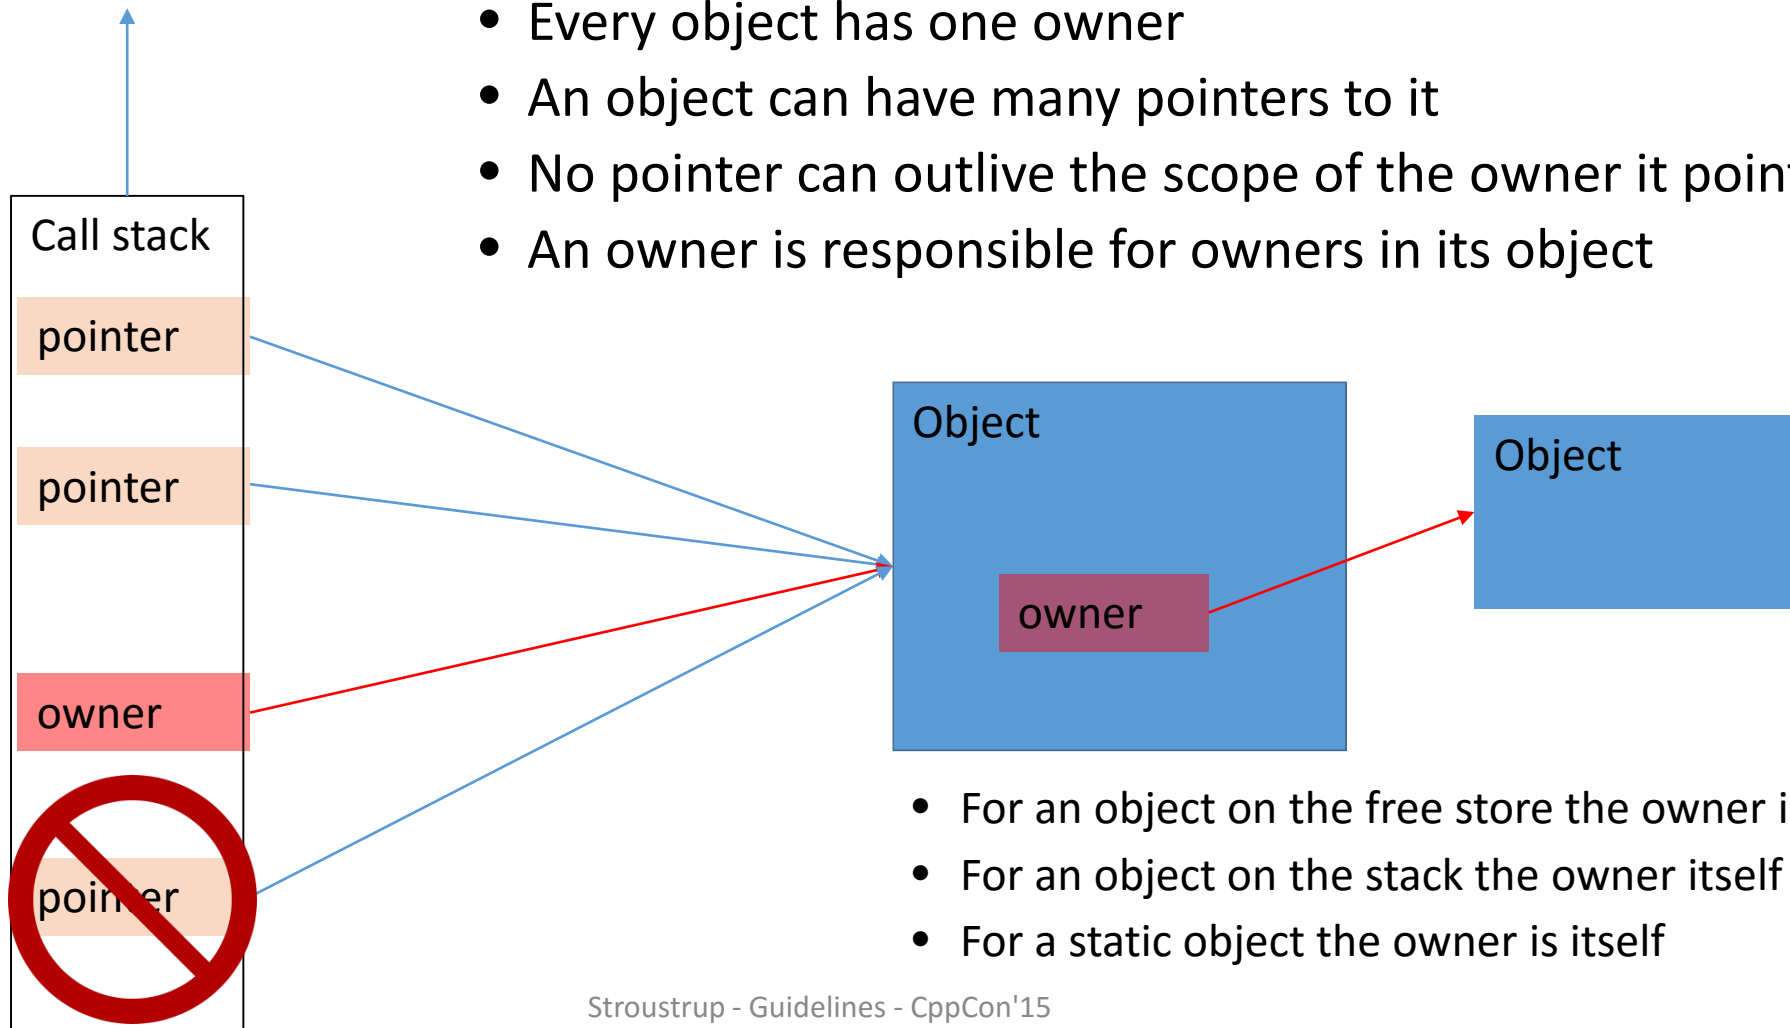 • Every object has one owner
• An object can have many pointers to it
• No pointer can outlive the scope of the owner it
• An owner is responsible for owners in its object
Call stack
pointer
pointer
owner
pointer
Object
owner
Object
• For an object on the free store the owner
• For an object on the stack the owner itself
• For a static object the owner is itself
Stroustrup - Guidelines - CppCon'15